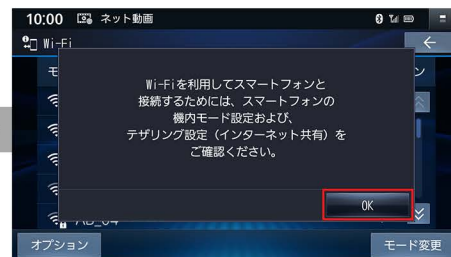 10:00 ネット動画
Wi-Fi
Wi-Fiを利用してスマートフォンと
接続するためには、スマートフォンの
機内モード設定および、
テザリング設定（インターネット共有）を
ご確認ください。
OK
オプション
モード変更